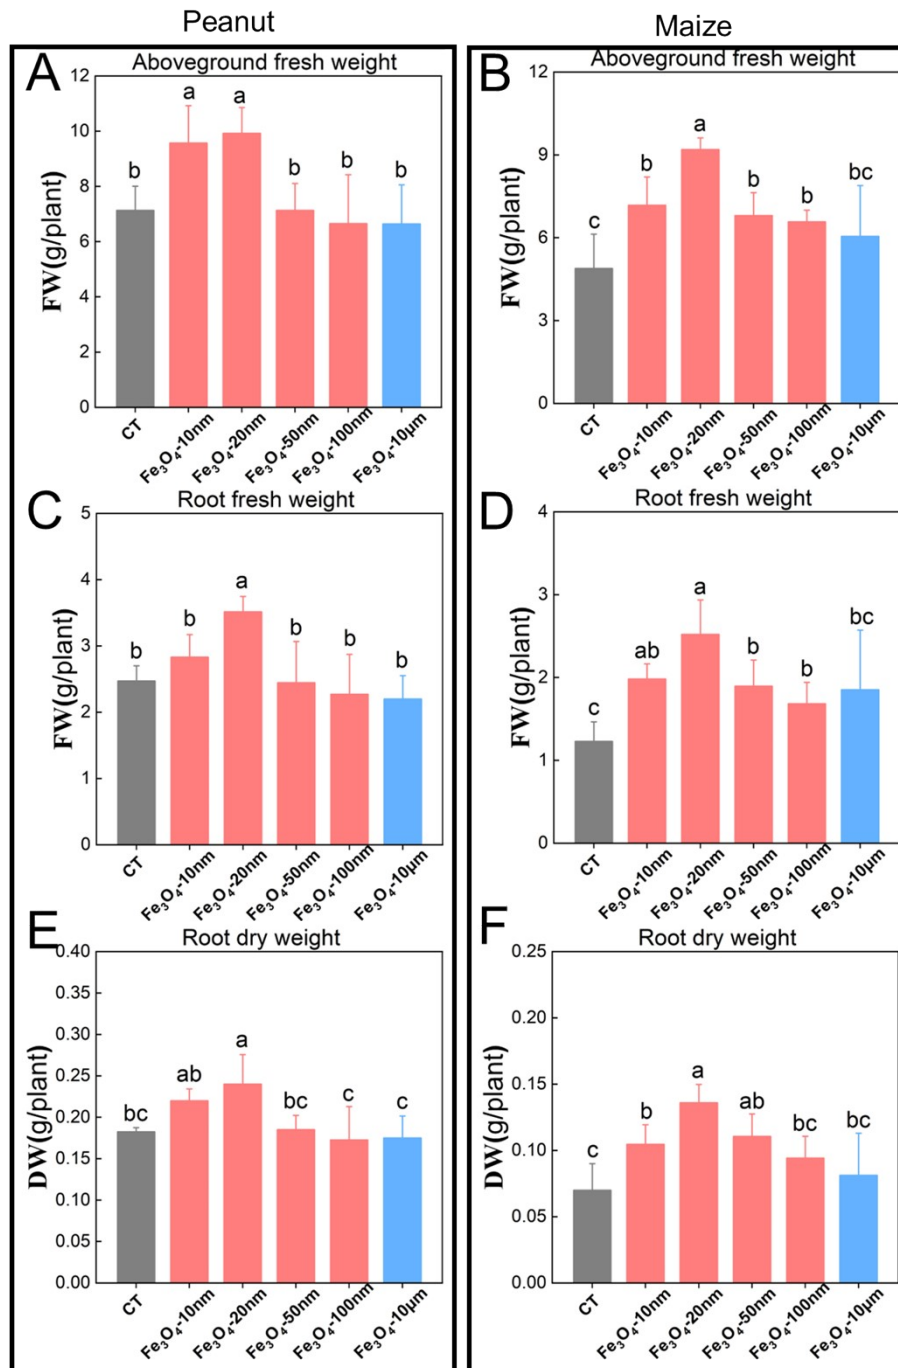 Peanut
Maize
A
Aboveground fresh weight
12
10
8
6
4
2
0
FW(g/plant)
b
a
a
b
b
b
CT
Fe₃O₄-10nm
Fe₃O₄-20nm
Fe₃O₄-50nm
Fe₃O₄-100nm
Fe₃O₄-10μm
B
Aboveground fresh weight
12
9
6
3
0
FW(g/plant)
c
b
a
b
b
bc
CT
Fe₃O₄-10nm
Fe₃O₄-20nm
Fe₃O₄-50nm
Fe₃O₄-100nm
Fe₃O₄-10μm
C
Root fresh weight
5
4
3
2
1
0
FW(g/plant)
b
b
a
b
b
b
CT
Fe₃O₄-10nm
Fe₃O₄-20nm
Fe₃O₄-50nm
Fe₃O₄-100nm
Fe₃O₄-10μm
D
Root fresh weight
4
3
2
1
0
FW(g/plant)
c
ab
a
b
b
bc
CT
Fe₃O₄-10nm
Fe₃O₄-20nm
Fe₃O₄-50nm
Fe₃O₄-100nm
Fe₃O₄-10μm
E
Root dry weight
0.40
0.30
0.25
0.20
0.15
0.10
0.05
0.00
DW(g/plant)
bc
ab
a
bc
c
c
CT
Fe₃O₄-10nm
Fe₃O₄-20nm
Fe₃O₄-50nm
Fe₃O₄-100nm
Fe₃O₄-10μm
F
Root dry weight
0.25
0.20
0.15
0.10
0.05
0.00
DW(g/plant)
c
b
a
ab
bc
bc
CT
Fe₃O₄-10nm
Fe₃O₄-20nm
Fe₃O₄-50nm
Fe₃O₄-100nm
Fe₃O₄-10μm